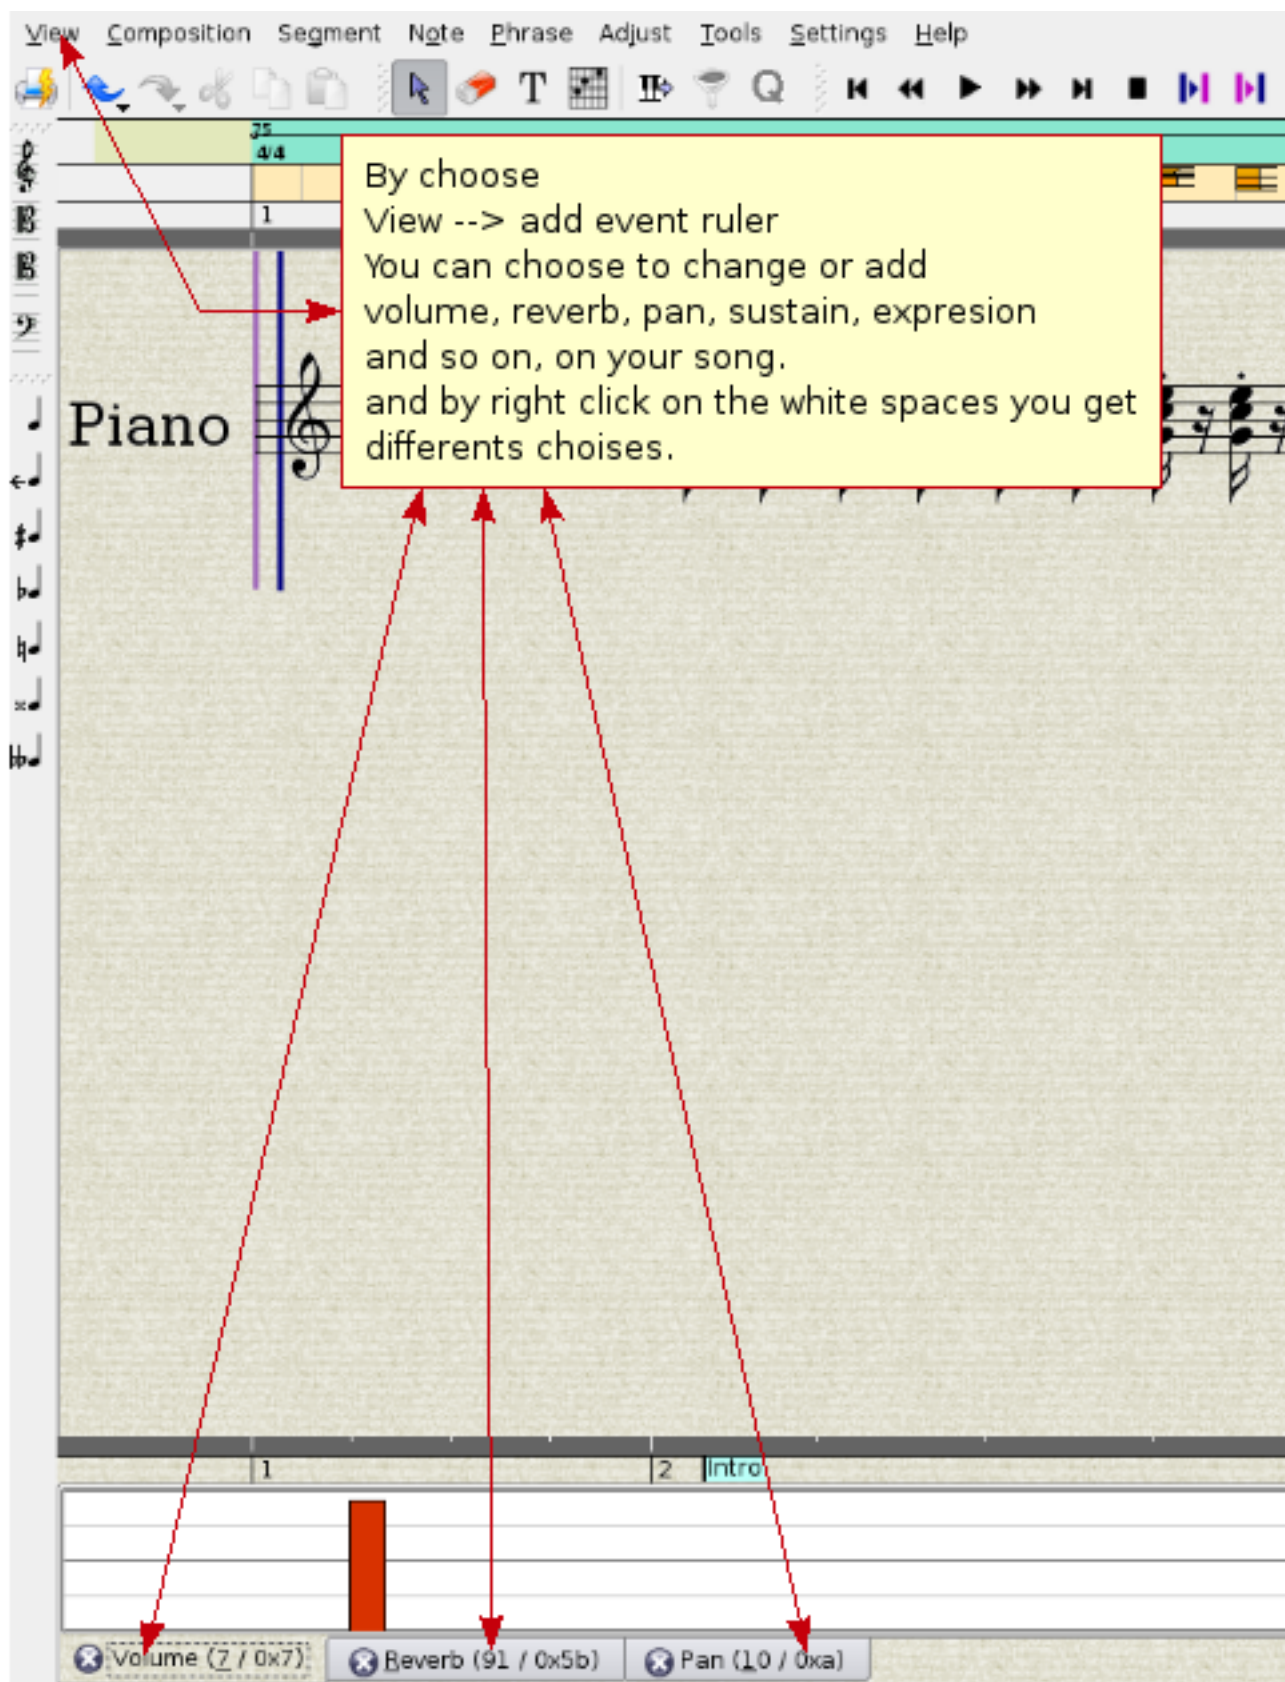 View Composition Segment Note Phrase Adjust Tools Settings Help
T Q
75
4/4
1
By choose
View --> add event ruler
You can choose to change or add
volume, reverb, pan, sustain, expresion
and so on, on your song.
and by right click on the white spaces you get
differents choises.
Piano
1 2 Intro
Volume (7 / 0x7) Reverb (91 / 0x5b) Pan (10 / 0xa)